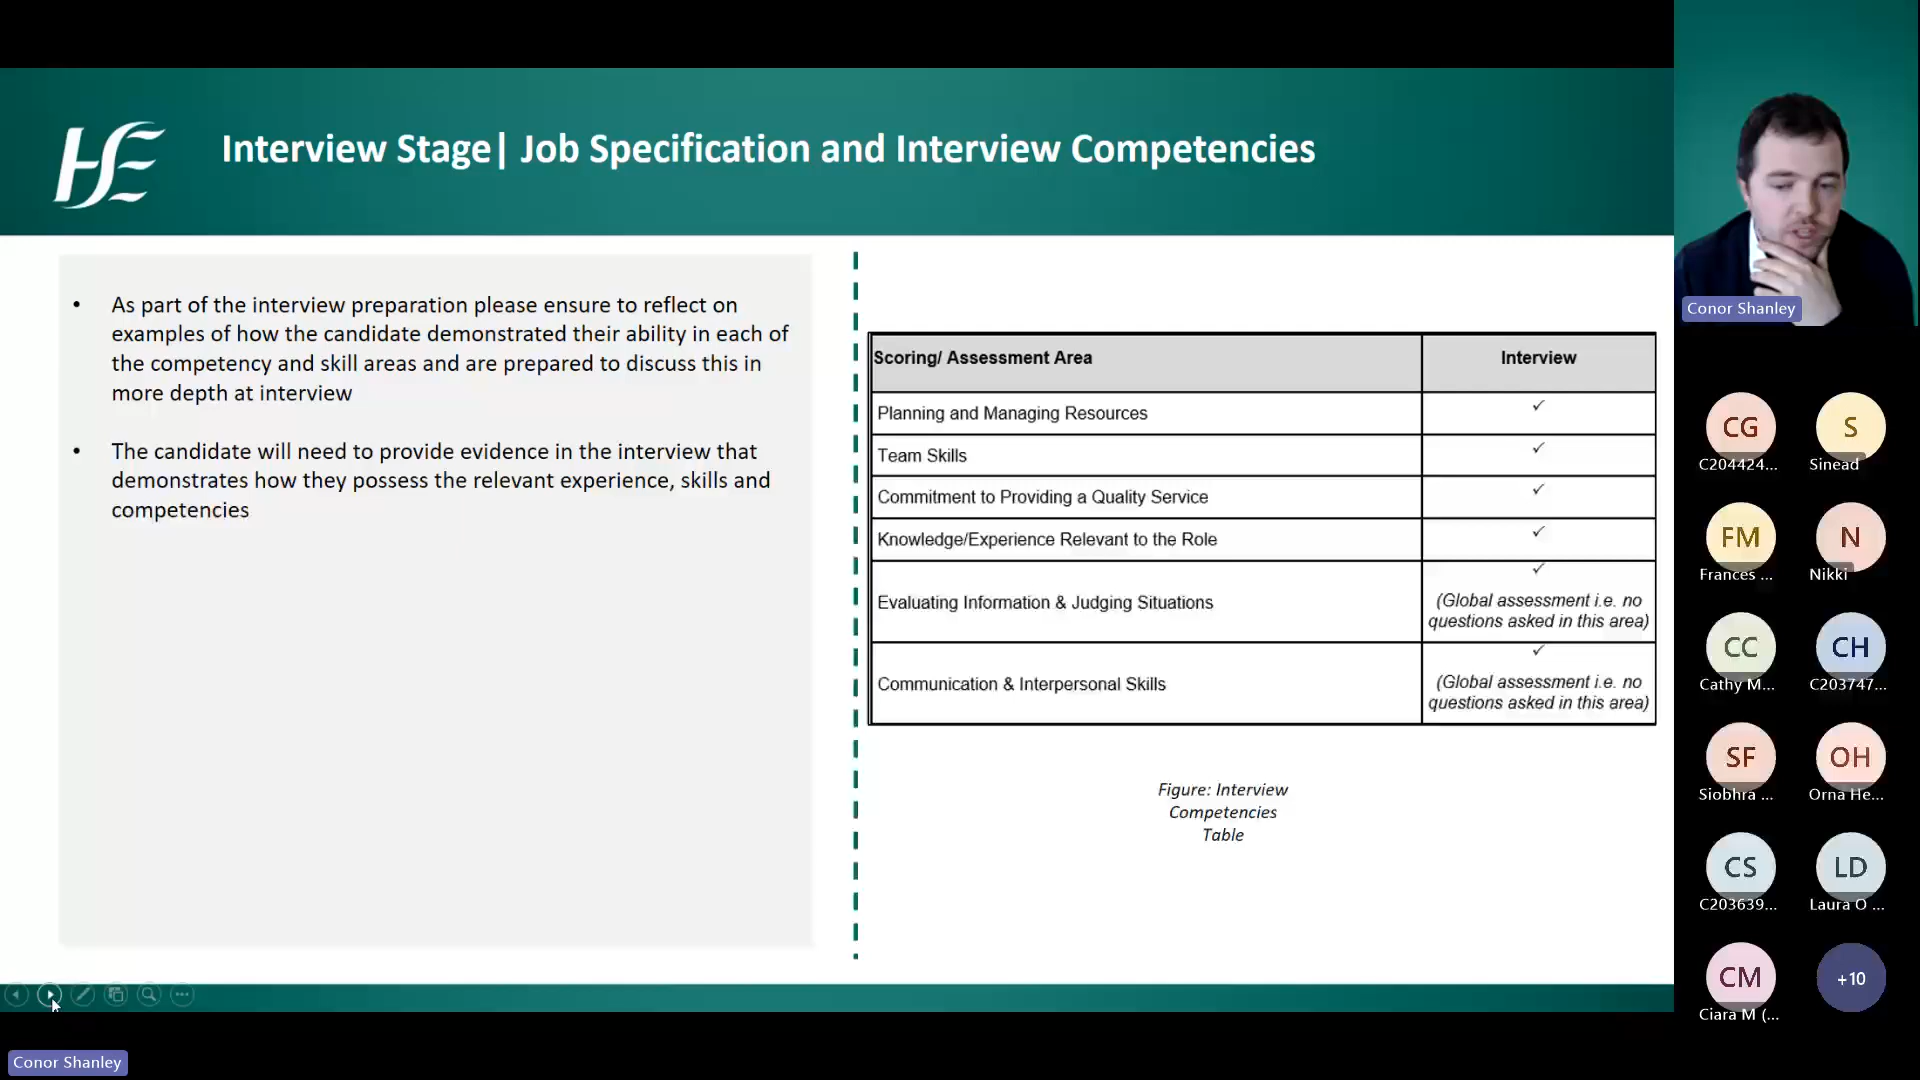 HSE
Interview Stage| Job Specification and Interview Competencies
• As part of the interview preparation please ensure to reflect on
examples of how the candidate demonstrated their ability in each of
the competency and skill areas and are prepared to discuss this in
more depth at interview
• The candidate will need to provide evidence in the interview that
demonstrates how they possess the relevant experience, skills and
competencies
Scoring/ Assessment Area Interview
Planning and Managing Resources ✓
Team Skills ✓
Commitment to Providing a Quality Service ✓
Knowledge/Experience Relevant to the Role ✓
✓
Evaluating Information & Judging Situations (Global assessment i.e. no
questions asked in this area)
✓
Communication & Interpersonal Skills (Global assessment i.e. no
questions asked in this area)
Figure: Interview
Competencies
Table
Conor Shanley
CG S
C204424... Sinead
FM N
Frances ... Nikki
CC CH
Cathy M... C203747...
SF OH
Siobhra ... Orna He...
CS LD
C203639... Laura O ...
CM +10
Ciara M (...
Conor Shanley